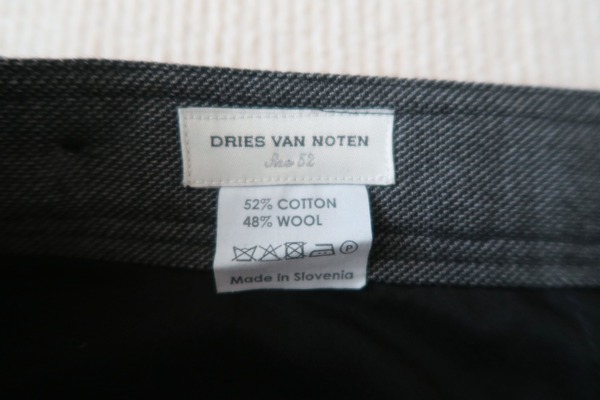 DRIES VAN NOTEN
Size 52
52% COTTON
48% WOOL
P
Made in Slovenia